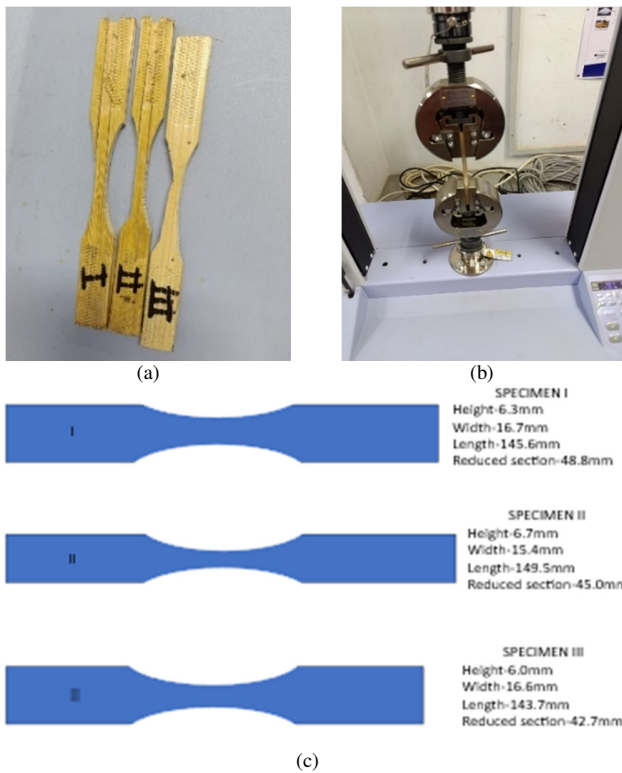 I II III
(a) (b)
SPECIMEN I
Height-6.3mm
Width-16.7mm
Length-145.6mm
Reduced section-48.8mm
I
SPECIMEN II
Height-6.7mm
Width-15.4mm
Length-149.5mm
Reduced section-45.0mm
II
SPECIMEN III
Height-6.0mm
Width-16.6mm
Length-143.7mm
Reduced section-42.7mm
III
(c)